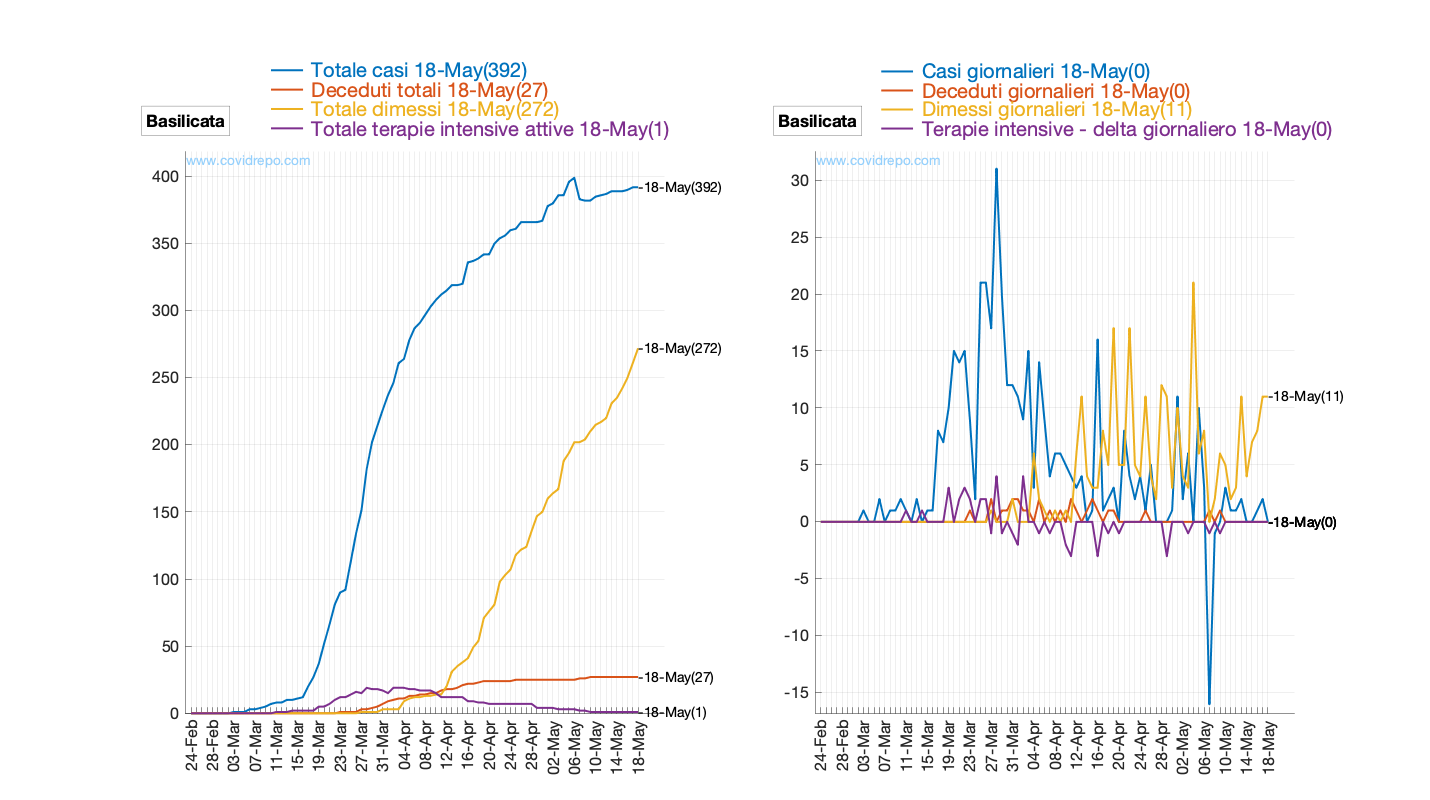 Totale casi 18-May(392)
Deceduti totali 18-May(27)
Totale dimessi 18-May(272)
Totale terapie intensive attive 18-May(1)
Basilicata
www.covidrepo.com
400
350
300
250
200
150
100
50
0
18-May(392)
18-May(272)
18-May(27)
18-May(1)
24-Feb
28-Feb
03-Mar
07-Mar
11-Mar
15-Mar
19-Mar
23-Mar
27-Mar
31-Mar
04-Apr
08-Apr
12-Apr
16-Apr
20-Apr
24-Apr
28-Apr
02-May
06-May
10-May
14-May
18-May
Casi giornalieri 18-May(0)
Deceduti giornalieri 18-May(0)
Dimessi giornalieri 18-May(11)
Terapie intensive - delta giornaliero 18-May(0)
Basilicata
www.covidrepo.com
30
25
20
15
10
5
0
-5
-10
-15
18-May(11)
18-May(0)
24-Feb
28-Feb
03-Mar
07-Mar
11-Mar
15-Mar
19-Mar
23-Mar
27-Mar
31-Mar
04-Apr
08-Apr
12-Apr
16-Apr
20-Apr
24-Apr
28-Apr
02-May
06-May
10-May
14-May
18-May